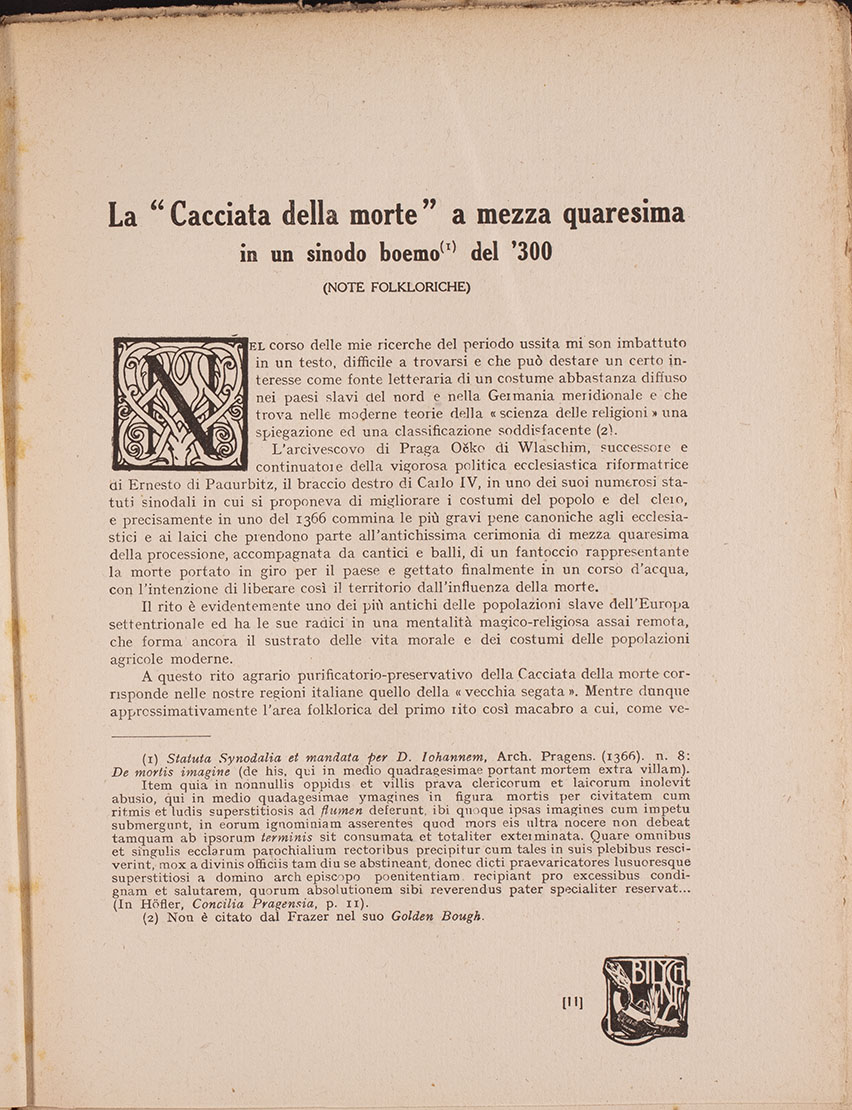 La “Cacciata della morte” a mezza quaresima
in un sinodo boemo(1) del ’300
(NOTE FOLKLORICHE)
NEL corso delle mie ricerche del periodo ussita mi son imbattuto
in un testo, difficile a trovarsi e che può destare un certo in-
teresse come fonte letteraria di un costume abbastanza diffuso
nei paesi slavi del nord e nella Germania meridionale e che
trova nelle moderne teorie della « scienza delle religioni » una
spiegazione ed una classificazione soddisfacente (2).
L'arcivescovo di Praga Očko di Wlaschim, successore e
continuatore della vigorosa politica ecclesiastica riformatrice
di Ernesto di Padurbitz, il braccio destro di Carlo IV, in uno dei suoi numerosi sta-
tuti sinodali in cui si proponeva di migliorare i costumi del popolo e del clero,
e precisamente in uno del 1366 commina le più gravi pene canoniche agli ecclesia-
stici e ai laici che prendono parte all'antichissima cerimonia di mezza quaresima
della processione, accompagnata da cantici e balli, di un fantoccio rappresentante
la morte portato in giro per il paese e gettato finalmente in un corso d'acqua,
con l'intenzione di liberare così il territorio dall'influenza della morte.
Il rito è evidentemente uno dei più antichi delle popolazioni slave dell'Europa
settentrionale ed ha le sue radici in una mentalità magico-religiosa assai remota,
che forma ancora il sustrato delle vita morale e dei costumi delle popolazioni
agricole moderne.
A questo rito agrario purificatorio-preservativo della Cacciata della morte cor-
risponde nelle nostre regioni italiane quello della « vecchia segata ». Mentre dunque
appressimativamente l'area folklorica del primo rito così macabro a cui, come ve-
(1) Statuta Synodalia et mandata per D. Iohannem, Arch. Pragens. (1366). n. 8:
De mortis imagine (de his, qui in medio quadragesimae portant mortem extra villam).
Item quia in nonnullis oppidis et villis prava clericorum et laicorum inolevit
abusio, qui in medio quadagesimae ymagines in figura mortis per civitatem cum
ritmis et ludis superstitiosis ad flumen deferunt, ibi quoque ipsas imagines cum impetu
submergunt, in eorum ignominiam asserentes quod mors eis ultra nocere non debeat
tamquam ab ipsorum terminis sit consumata et totaliter exterminata. Quare omnibus
et singulis ecclarum parochialium rectoribus precipitur cum tales in suis plebibus resci-
verint, mox a divinis officiis tam diu se abstineant, donec dicti praevaricatores lusuoresque
superstitiosi a domino arch episcopo poenitentiam recipiant pro excessibus condi-
gnam et salutarem, quorum absolutionem sibi reverendus pater specialiter reservat...
(In Höfler, Concilia Pragensia, p. 11).
(2) Non è citato dal Frazer nel suo Golden Bough.
[11]
BILYCHNIS